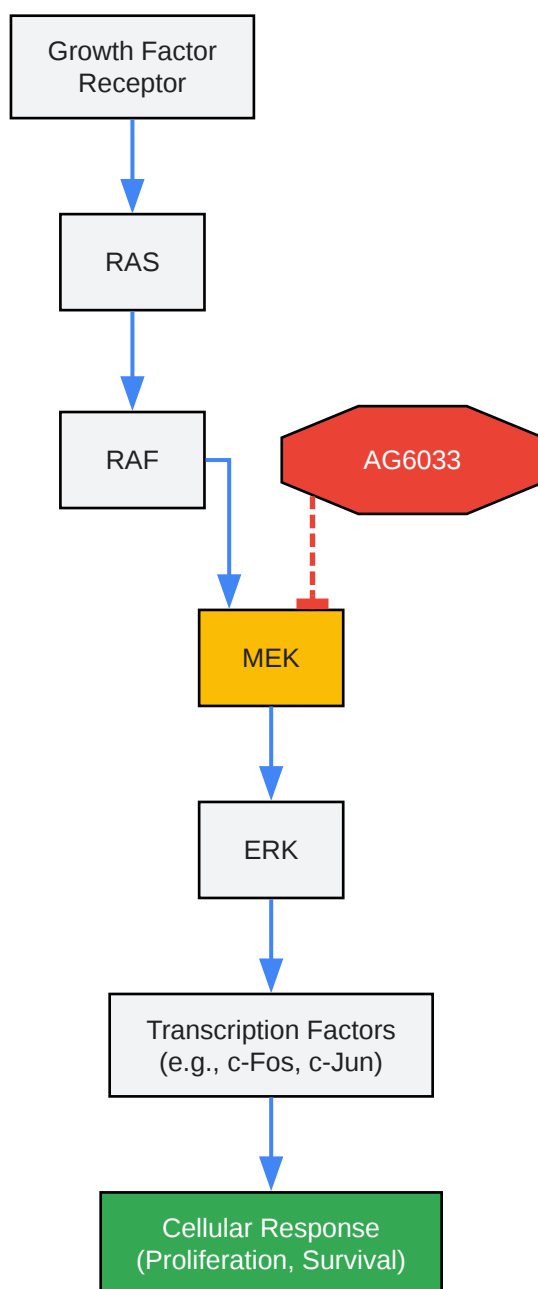 Growth Factor
Receptor
RAS
RAF
AG6033
MEK
ERK
Transcription Factors
(e.g., c-Fos, c-Jun)
Cellular Response
(Proliferation, Survival)